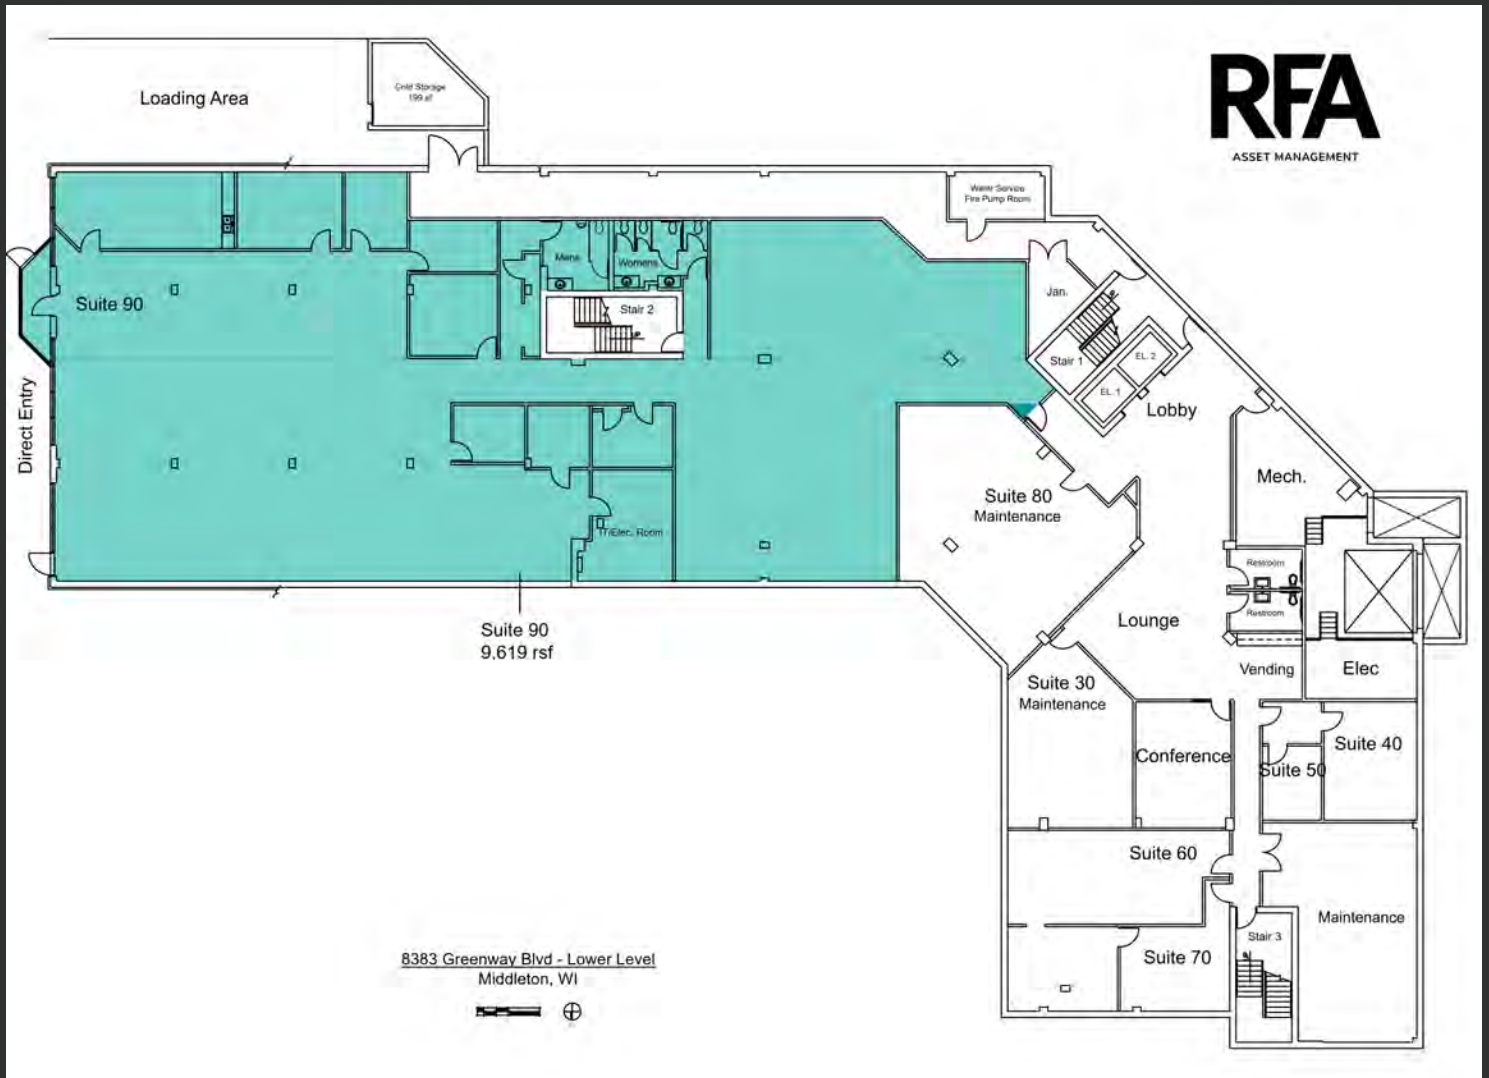 RFA
ASSET MANAGEMENT
Loading Area
Cold Storage
199 sf
Water Service
Fire Pump Room
Mens
Womens
Suite 90
Stair 2
Jan.
Stair 1
EL. 2
EL. 1
Lobby
Direct Entry
Mech.
Suite 80
Maintenance
IT/Elec. Room
Restroom
Restroom
Suite 90
9,619 rsf
Lounge
Vending
Elec
Suite 30
Maintenance
Conference
Suite 40
Suite 50
Suite 60
Maintenance
Stair 3
Suite 70
8383 Greenway Blvd - Lower Level
Middleton, WI